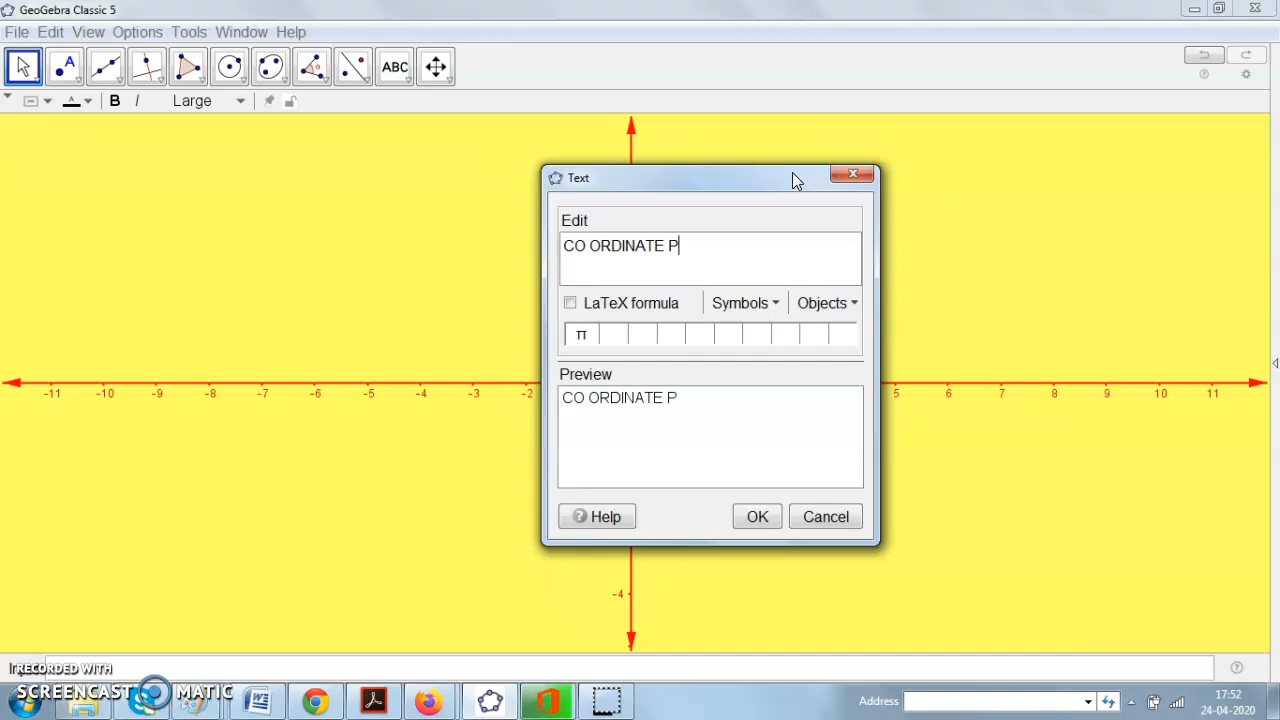 GeoGebra Classic 5
File Edit View Options Tools Window Help
A
ABC
A B I Large
Text
Edit
CO ORDINATE P
LaTeX formula Symbols Objects
π
Preview
CO ORDINATE P
-11 -10 -9 -8 -7 -6 -5 -4 -3 -2 5 6 7 8 9 10 11
? Help OK Cancel
-4
RECORDED WITH
SCREENCAST MATIC
Address
17:52
24-04-2020